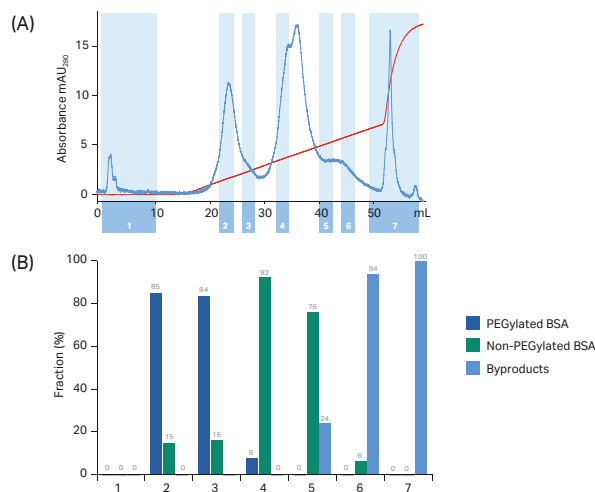 (A)
Absorbance mAU280
15
10
5
0
0 10 20 30 40 50 mL
1 2 3 4 5 6 7
(B)
Fraction (%)
100
80
60
40
20
0
0 0 0 85 15 0 84 16 0 8 92 0 0 76 24 0 6 94 0 0 100
1 2 3 4 5 6 7
PEGylated BSA
Non-PEGylated BSA
Byproducts